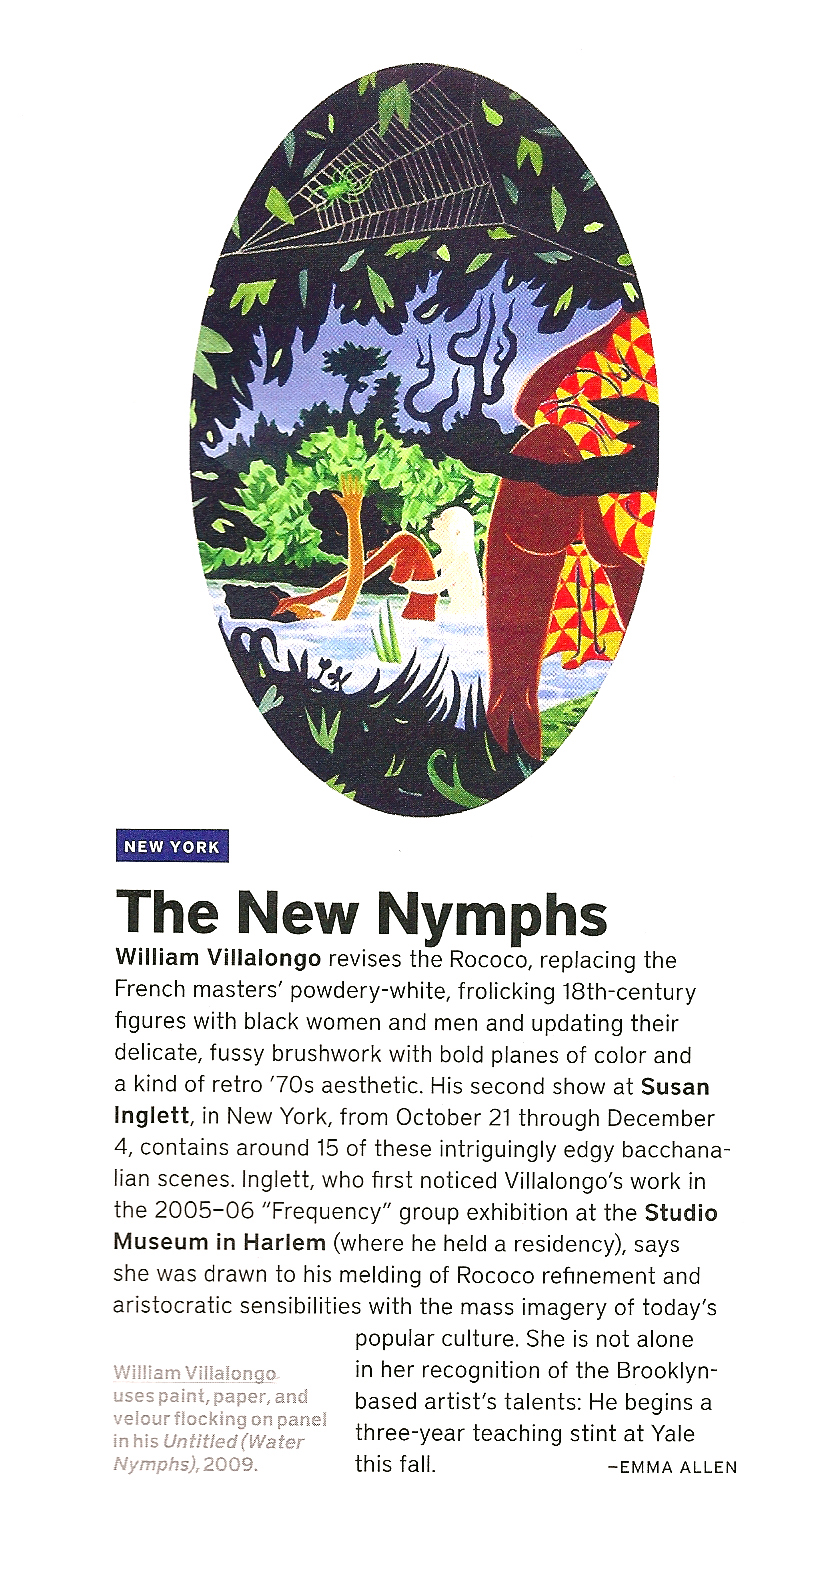 NEW YORK
The New Nymphs
William Villalongo revises the Rococo, replacing the
French masters' powdery-white, frolicking 18th-century
figures with black women and men and updating their
delicate, fussy brushwork with bold planes of color and
a kind of retro '70s aesthetic. His second show at Susan
Inglett, in New York, from October 21 through December
4, contains around 15 of these intriguingly edgy bacchana-
lian scenes. Inglett, who first noticed Villalongo's work in
the 2005–06 "Frequency" group exhibition at the Studio
Museum in Harlem (where he held a residency), says
she was drawn to his melding of Rococo refinement and
aristocratic sensibilities with the mass imagery of today's
popular culture. She is not alone
in her recognition of the Brooklyn-
based artist's talents: He begins a
three-year teaching stint at Yale
this fall.
–EMMA ALLEN
William Villalongo
uses paint, paper, and
velour flocking on panel
in his Untitled (Water
Nymphs), 2009.